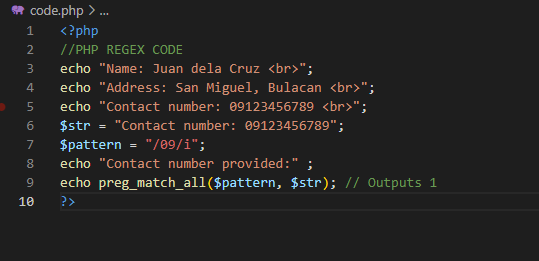 code.php > ...
1 <?php
2 //PHP REGEX CODE
3 echo "Name: Juan dela Cruz <br>";
4 echo "Address: San Miguel, Bulacan <br>";
5 echo "Contact number: 09123456789 <br>";
6 $str = "Contact number: 09123456789";
7 $pattern = "/09/i";
8 echo "Contact number provided:" ;
9 echo preg_match_all($pattern, $str); // Outputs 1
10 ?>